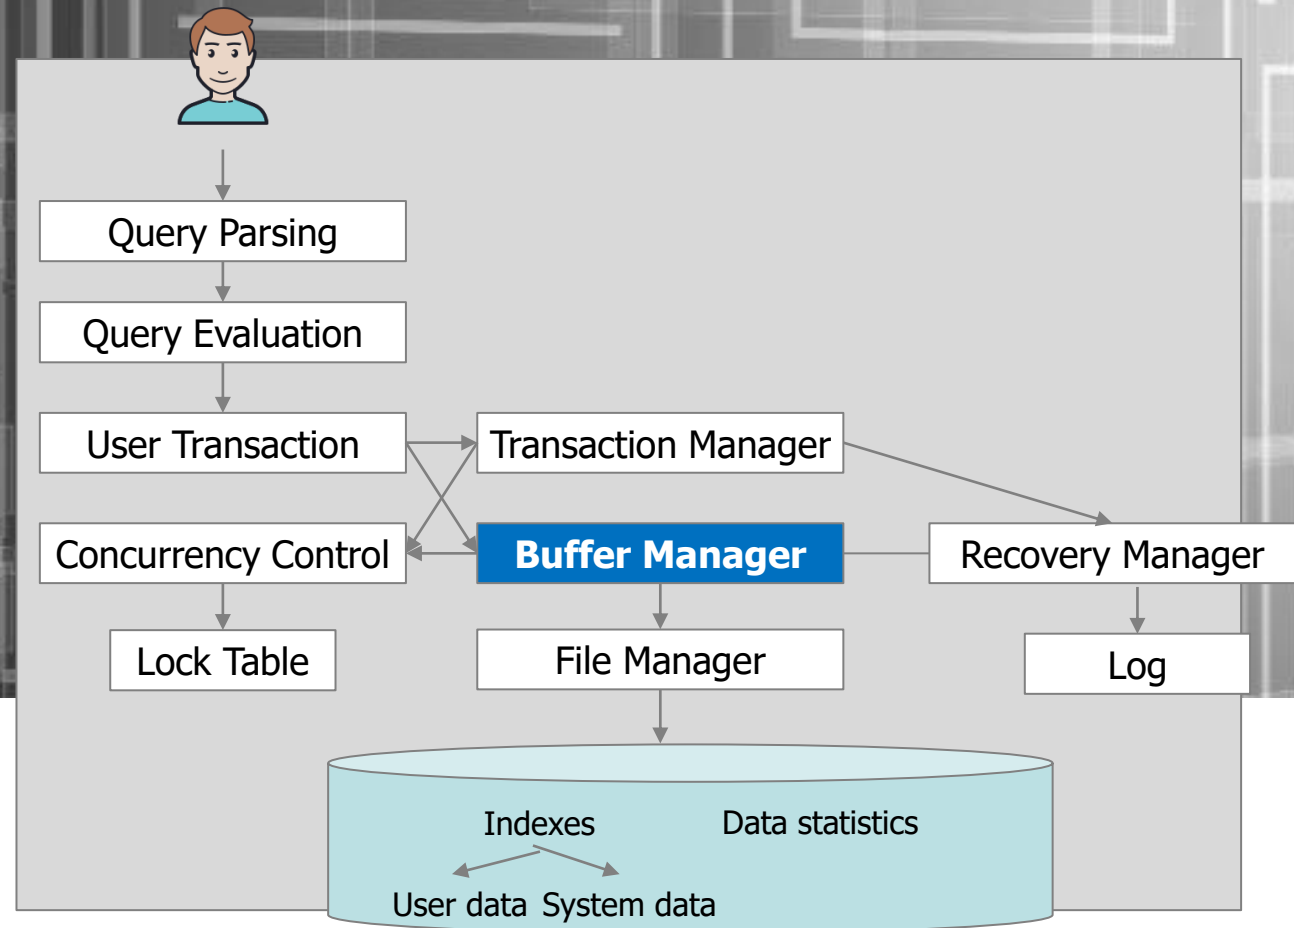 Query Parsing
Query Evaluation
User Transaction
Transaction Manager
Concurrency Control
Buffer Manager
Recovery Manager
Lock Table
File Manager
Log
Indexes
Data statistics
User data
System data